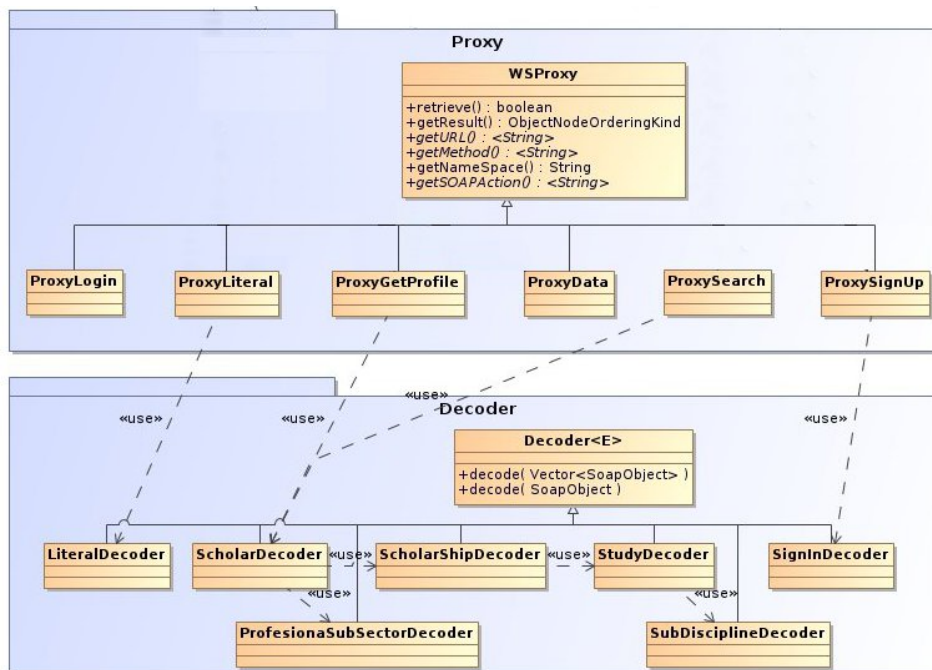 Proxy
WSProxy
+retrieve() : boolean
+getResult() : ObjectNodeOrderingKind
+getURL() : <String>
+getMethod() : <String>
+getNameSpace() : String
+getSOAPAction() : <String>
ProxyLogin
ProxyLiteral
ProxyGetProfile
ProxyData
ProxySearch
ProxySignUp
«use»
«use»
«use»
«use»
Decoder
Decoder<E>
+decode( Vector<SoapObject> )
+decode( SoapObject )
LiteralDecoder
ScholarDecoder
«use»
ScholarShipDecoder
«use»
StudyDecoder
SignInDecoder
«use»
«use»
ProfesionaSubSectorDecoder
SubDisciplineDecoder